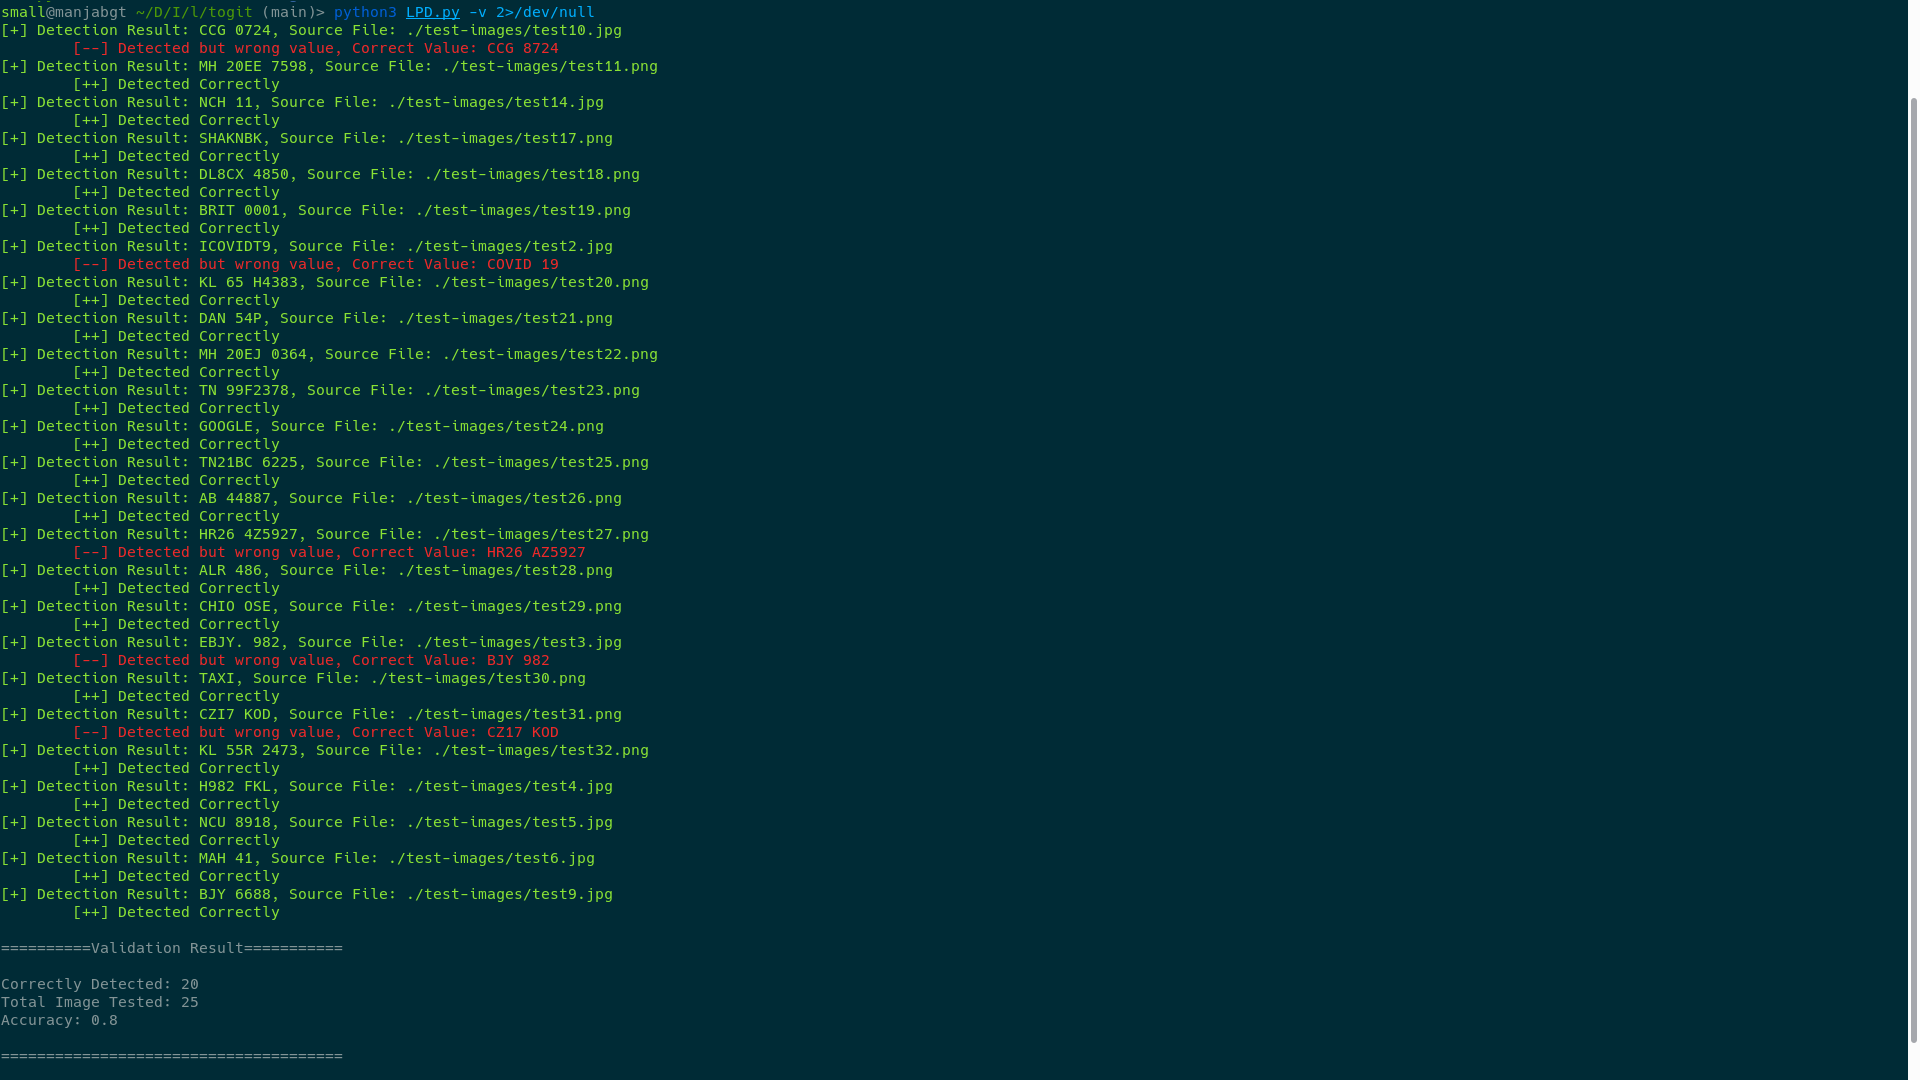 small@manjabgt ~/D/I/l/togit (main)> python3 LPD.py -v 2>/dev/null
[+] Detection Result: CCG 0724, Source File: ./test-images/test10.jpg
[--] Detected but wrong value, Correct Value: CCG 8724
[+] Detection Result: MH 20EE 7598, Source File: ./test-images/test11.png
[++] Detected Correctly
[+] Detection Result: NCH 11, Source File: ./test-images/test14.jpg
[++] Detected Correctly
[+] Detection Result: SHAKNBK, Source File: ./test-images/test17.png
[++] Detected Correctly
[+] Detection Result: DL8CX 4850, Source File: ./test-images/test18.png
[++] Detected Correctly
[+] Detection Result: BRIT 0001, Source File: ./test-images/test19.png
[++] Detected Correctly
[+] Detection Result: ICOVIDT9, Source File: ./test-images/test2.jpg
[--] Detected but wrong value, Correct Value: COVID 19
[+] Detection Result: KL 65 H4383, Source File: ./test-images/test20.png
[++] Detected Correctly
[+] Detection Result: DAN 54P, Source File: ./test-images/test21.png
[++] Detected Correctly
[+] Detection Result: MH 20EJ 0364, Source File: ./test-images/test22.png
[++] Detected Correctly
[+] Detection Result: TN 99F2378, Source File: ./test-images/test23.png
[++] Detected Correctly
[+] Detection Result: GOOGLE, Source File: ./test-images/test24.png
[++] Detected Correctly
[+] Detection Result: TN21BC 6225, Source File: ./test-images/test25.png
[++] Detected Correctly
[+] Detection Result: AB 44887, Source File: ./test-images/test26.png
[++] Detected Correctly
[+] Detection Result: HR26 4Z5927, Source File: ./test-images/test27.png
[--] Detected but wrong value, Correct Value: HR26 AZ5927
[+] Detection Result: ALR 486, Source File: ./test-images/test28.png
[++] Detected Correctly
[+] Detection Result: CHIO OSE, Source File: ./test-images/test29.png
[++] Detected Correctly
[+] Detection Result: EBJY. 982, Source File: ./test-images/test3.jpg
[--] Detected but wrong value, Correct Value: BJY 982
[+] Detection Result: TAXI, Source File: ./test-images/test30.png
[++] Detected Correctly
[+] Detection Result: CZI7 KOD, Source File: ./test-images/test31.png
[--] Detected but wrong value, Correct Value: CZ17 KOD
[+] Detection Result: KL 55R 2473, Source File: ./test-images/test32.png
[++] Detected Correctly
[+] Detection Result: H982 FKL, Source File: ./test-images/test4.jpg
[++] Detected Correctly
[+] Detection Result: NCU 8918, Source File: ./test-images/test5.jpg
[++] Detected Correctly
[+] Detection Result: MAH 41, Source File: ./test-images/test6.jpg
[++] Detected Correctly
[+] Detection Result: BJY 6688, Source File: ./test-images/test9.jpg
[++] Detected Correctly
==========Validation Result===========
Correctly Detected: 20
Total Image Tested: 25
Accuracy: 0.8
======================================